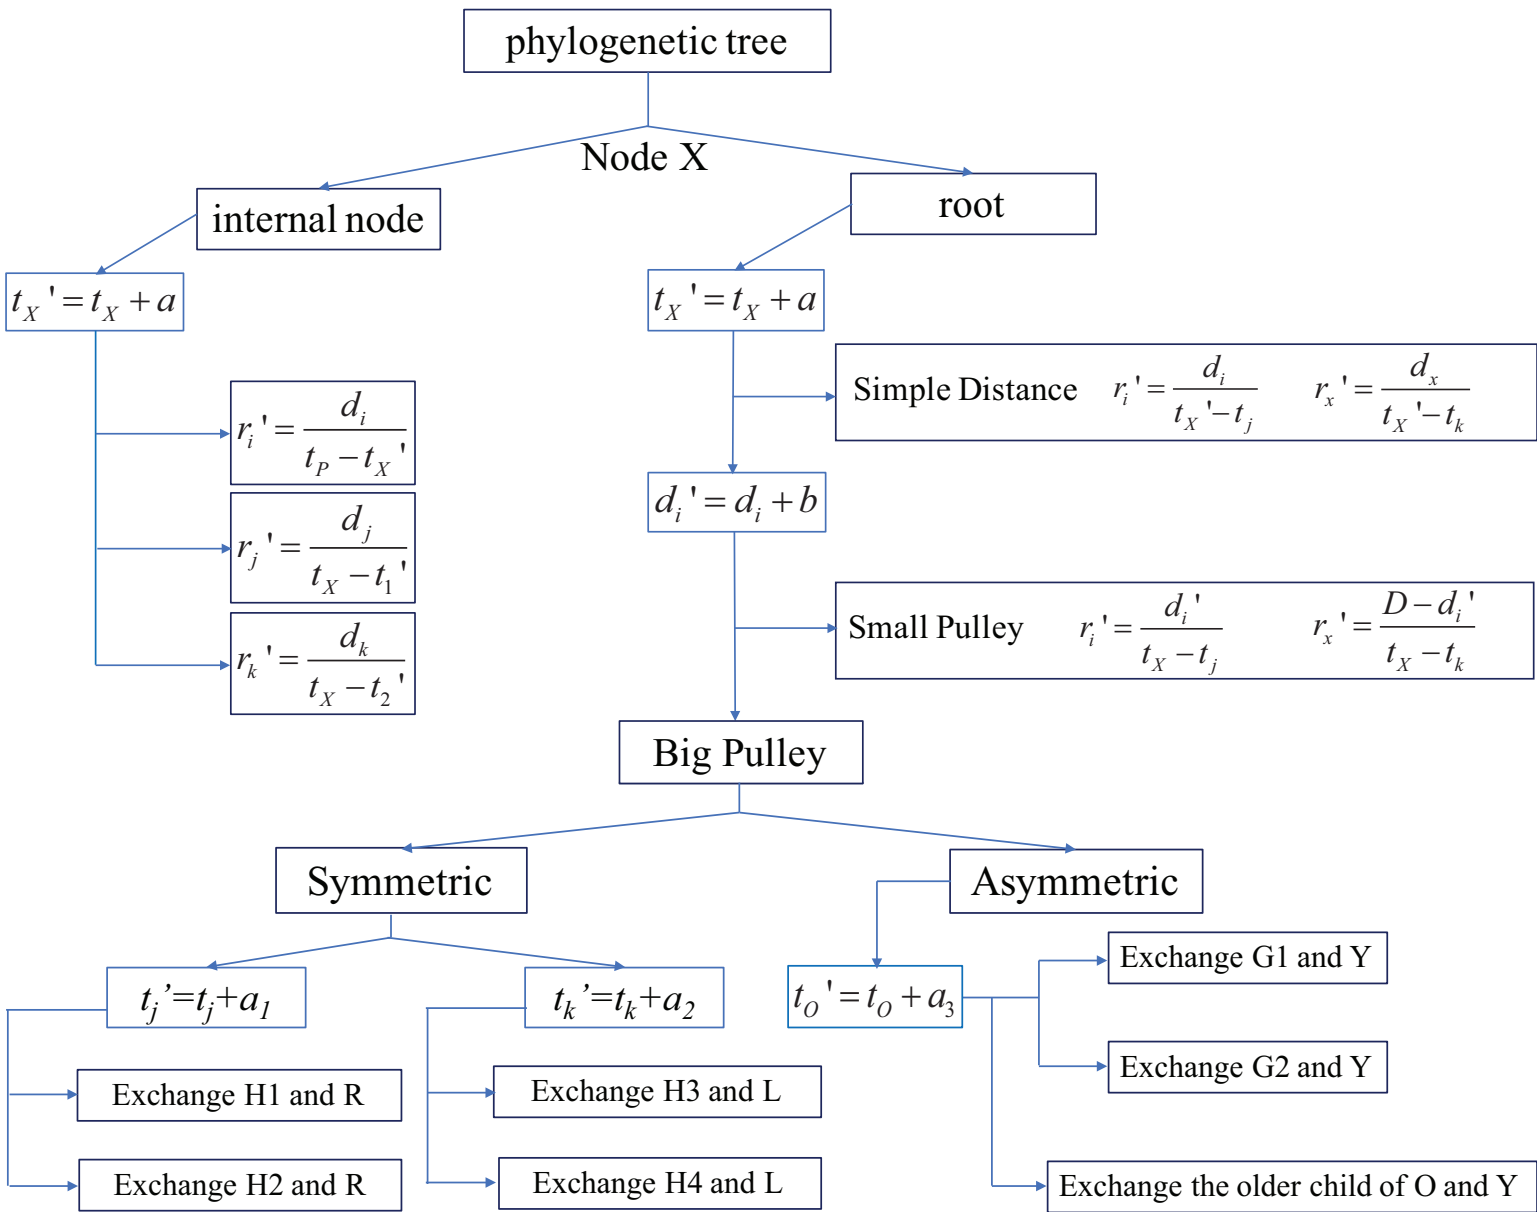 phylogenetic tree
Node X
internal node
root
t_X ' = t_X + a
t_X ' = t_X + a
Simple Distance r_i ' = d_i / (t_X ' − t_j) r_x ' = d_x / (t_X ' − t_k)
r_i ' = d_i / (t_P − t_X ')
d_i ' = d_i + b
r_j ' = d_j / (t_X − t_1 ')
Small Pulley r_i ' = d_i ' / (t_X − t_j) r_x ' = (D − d_i ') / (t_X − t_k)
r_k ' = d_k / (t_X − t_2 ')
Big Pulley
Symmetric
Asymmetric
t_j ’=t_j+a_1
t_k ’=t_k+a_2
t_O ' = t_O + a_3
Exchange G1 and Y
Exchange G2 and Y
Exchange H1 and R
Exchange H3 and L
Exchange H2 and R
Exchange H4 and L
Exchange the older child of O and Y